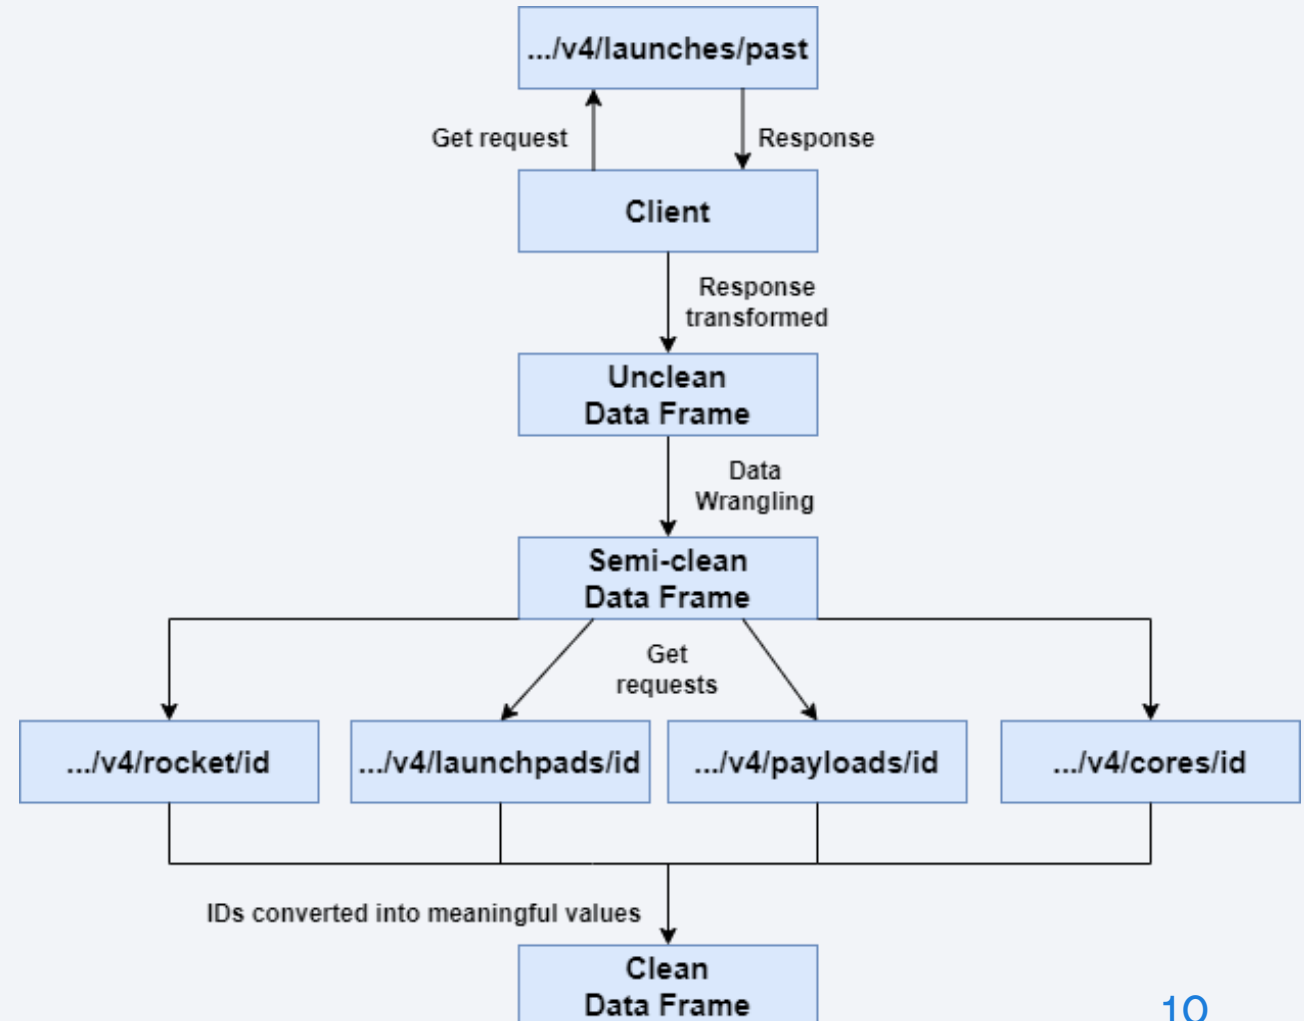 .../v4/launches/past
Get request
Response
Client
Response
transformed
Unclean
Data Frame
Data
Wrangling
Semi-clean
Data Frame
Get
requests
.../v4/rocket/id
.../v4/launchpads/id
.../v4/payloads/id
.../v4/cores/id
IDs converted into meaningful values
Clean
Data Frame
10